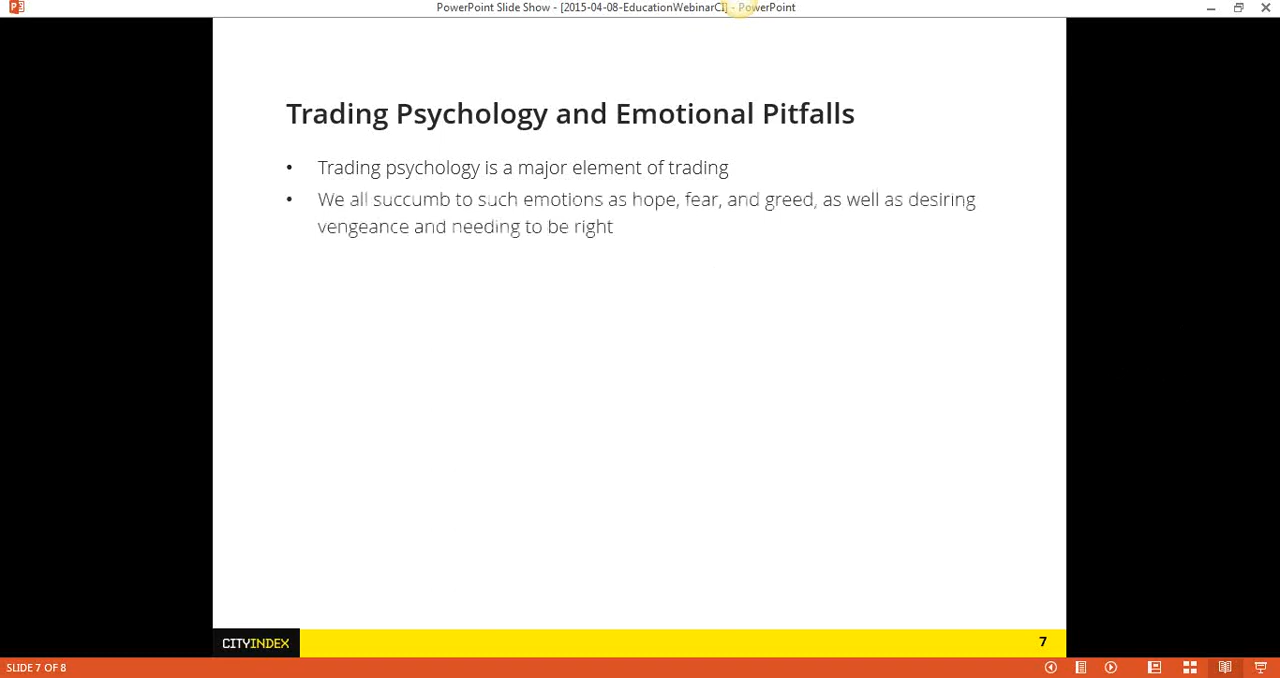 PowerPoint Slide Show - [2015-04-08-EducationWebinarCI] - PowerPoint
Trading Psychology and Emotional Pitfalls
• Trading psychology is a major element of trading
• We all succumb to such emotions as hope, fear, and greed, as well as desiring
vengeance and needing to be right
CITYINDEX
7
SLIDE 7 OF 8